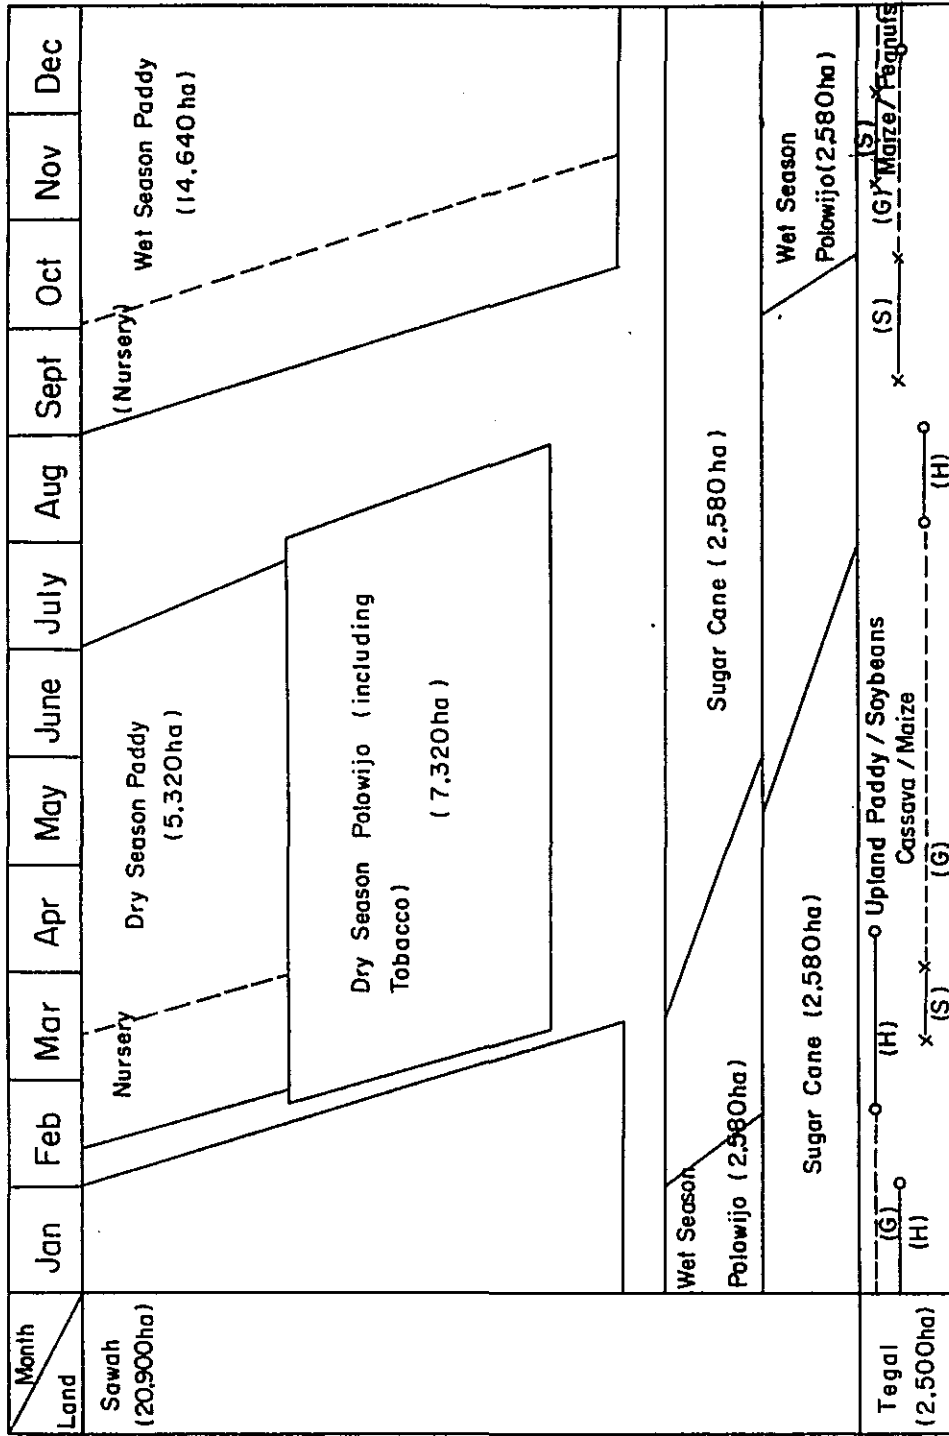 Month
Land
Jan
Feb
Mar
Apr
May
June
July
Aug
Sept
Oct
Nov
Dec
Sawah
(20,900ha)
Nursery
Dry Season Paddy
(5,320ha)
(Nursery)
Wet Season Paddy
(14,640ha)
Dry Season Polowijo (including
Tobacco)
(7,320ha)
Wet Season
Polowijo (2,580ha)
Sugar Cane (2,580ha)
Sugar Cane (2,580ha)
Wet Season
Polowijo(2,580ha)
Tegal
(2,500ha)
(G)
(H)
(H)
Upland Paddy / Soybeans
Cassava / Maize
(S)
(G)
(H)
(S)
(G)
(S)
Maize/Peanuts